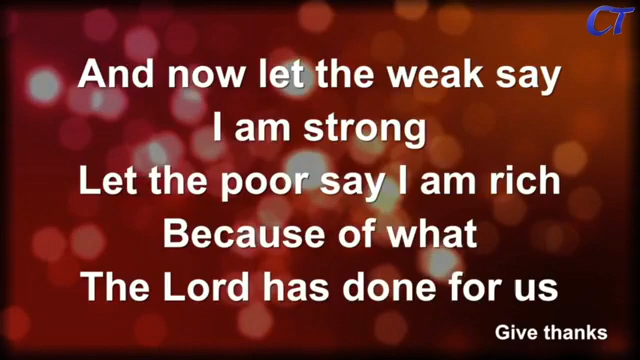 CT
And now let the weak say
I am strong
Let the poor say I am rich
Because of what
The Lord has done for us
Give thanks